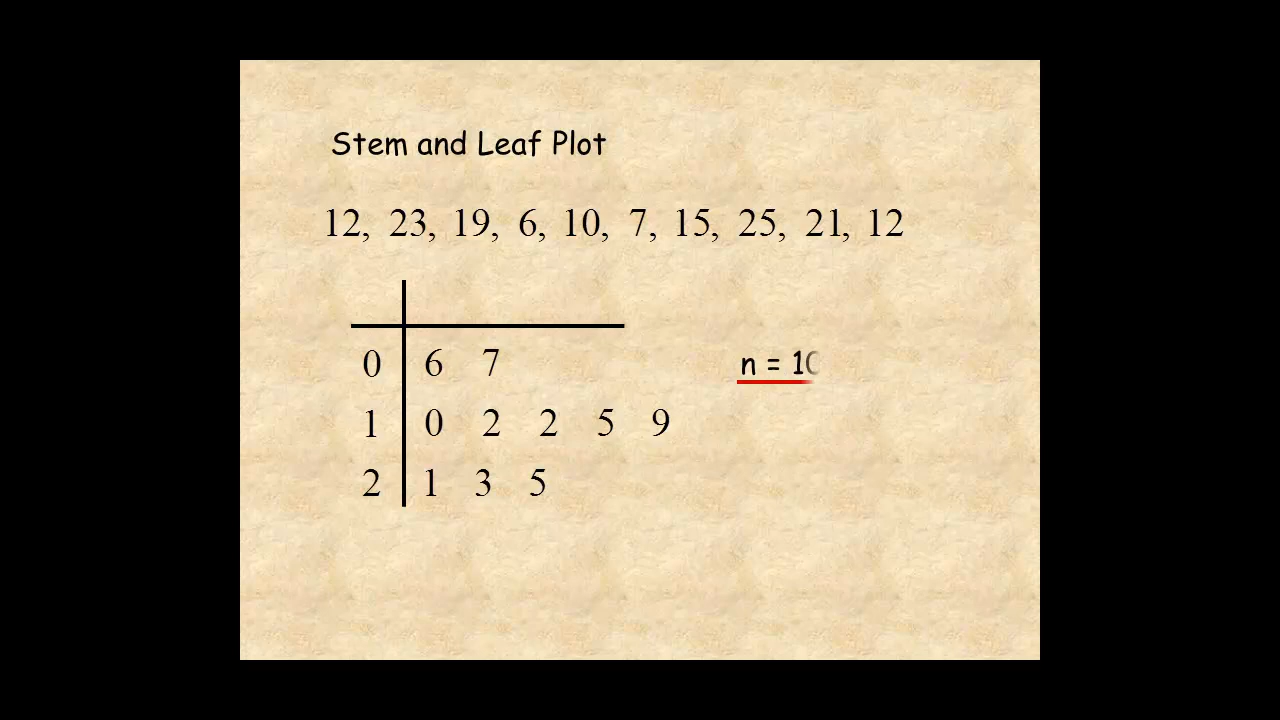 Stem and Leaf Plot
12, 23, 19, 6, 10, 7, 15, 25, 21, 12
0 6 7
n = 10
1 0 2 2 5 9
2 1 3 5